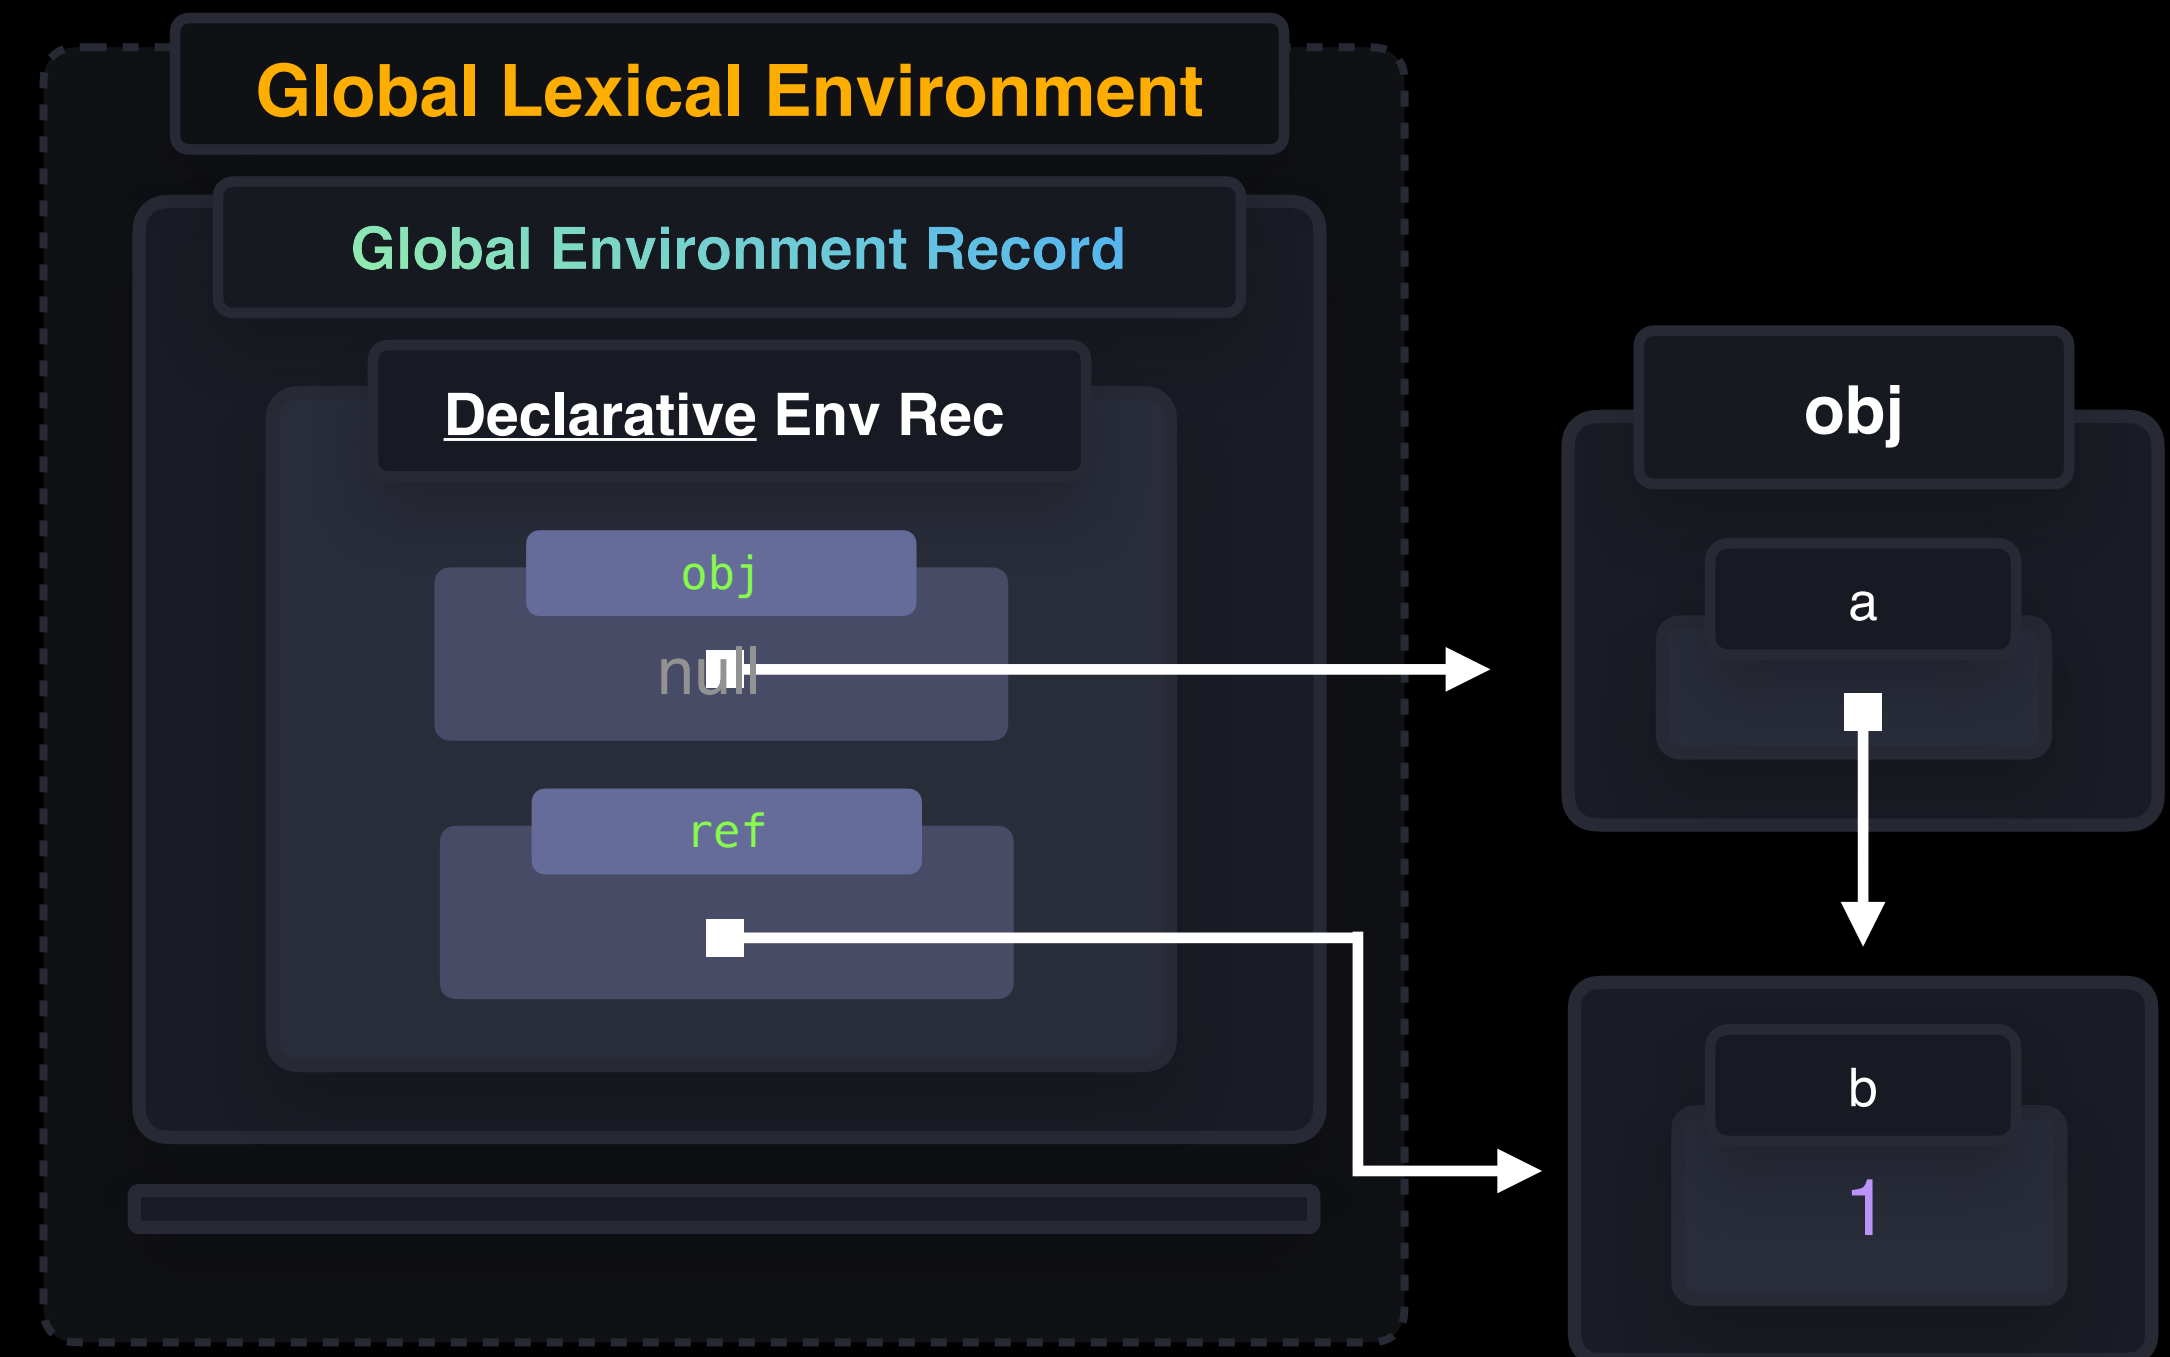 Global Lexical Environment
Global Environment Record
Declarative Env Rec
obj
null
ref
obj
a
b
1